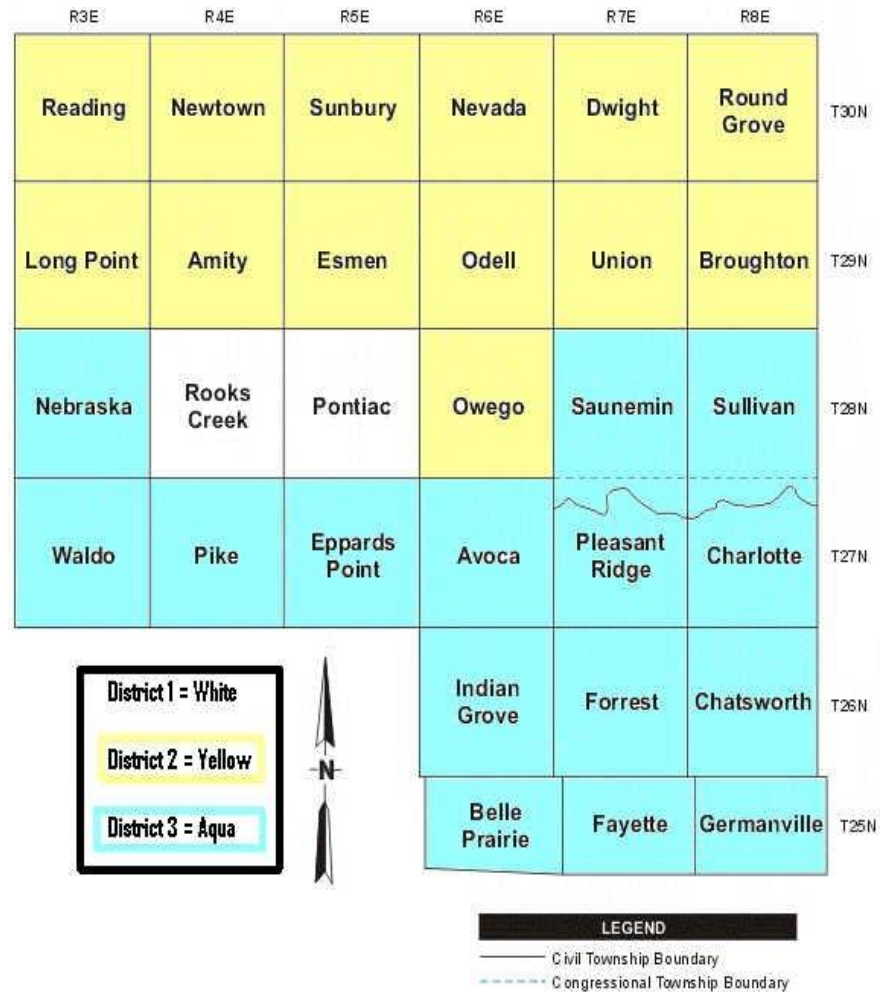 R3E R4E R5E R6E R7E R8E
Reading Newtown Sunbury Nevada Dwight Round
Grove T30N
Long Point Amity Esmen Odell Union Broughton T29N
Nebraska Rooks
Creek Pontiac Owego Saunemin Sullivan T28N
Waldo Pike Eppards
Point Avoca Pleasant
Ridge Charlotte T27N
Indian
Grove Forrest Chatsworth T26N
Belle
Prairie Fayette Germanville T25N
District 1 = White
District 2 = Yellow
District 3 = Aqua
N
LEGEND
Civil Township Boundary
Congressional Township Boundary